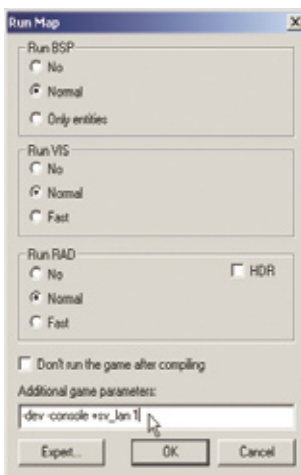 Run Map
Run BSP
No
Normal
Only entities
Run VIS
No
Normal
Fast
Run RAD
No
HDR
Normal
Fast
Don't run the game after compiling
Additional game parameters:
-dev -console +sv_lan 1
Expert...
OK
Cancel